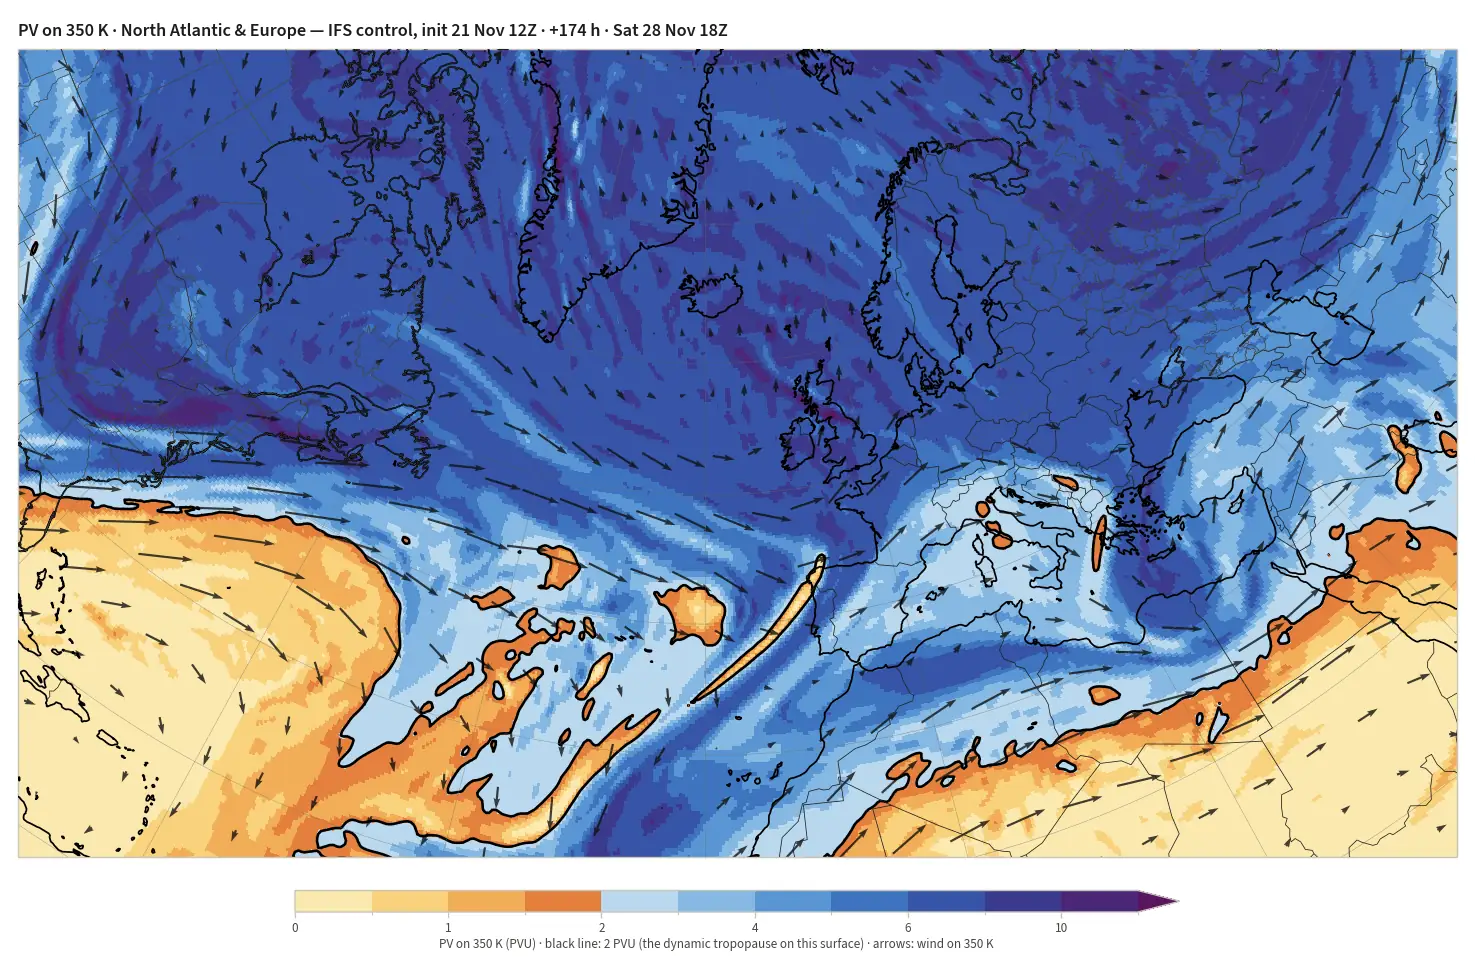 PV on 350 K · North Atlantic & Europe — IFS control, init 21 Nov 12Z · +174 h · Sat 28 Nov 18Z
0 1 2 4 6 10
PV on 350 K (PVU) · black line: 2 PVU (the dynamic tropopause on this surface) · arrows: wind on 350 K